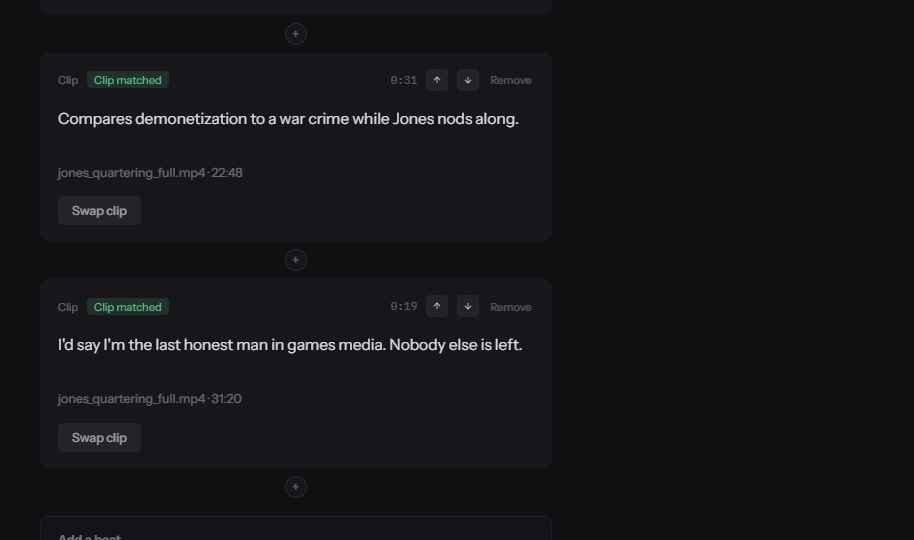 +
Clip Clip matched 0:31 ↑ ↓ Remove
Compares demonetization to a war crime while Jones nods along.
jones_quartering_full.mp4 · 22:48
Swap clip
+
Clip Clip matched 0:19 ↑ ↓ Remove
I'd say I'm the last honest man in games media. Nobody else is left.
jones_quartering_full.mp4 · 31:20
Swap clip
+
Add a beat